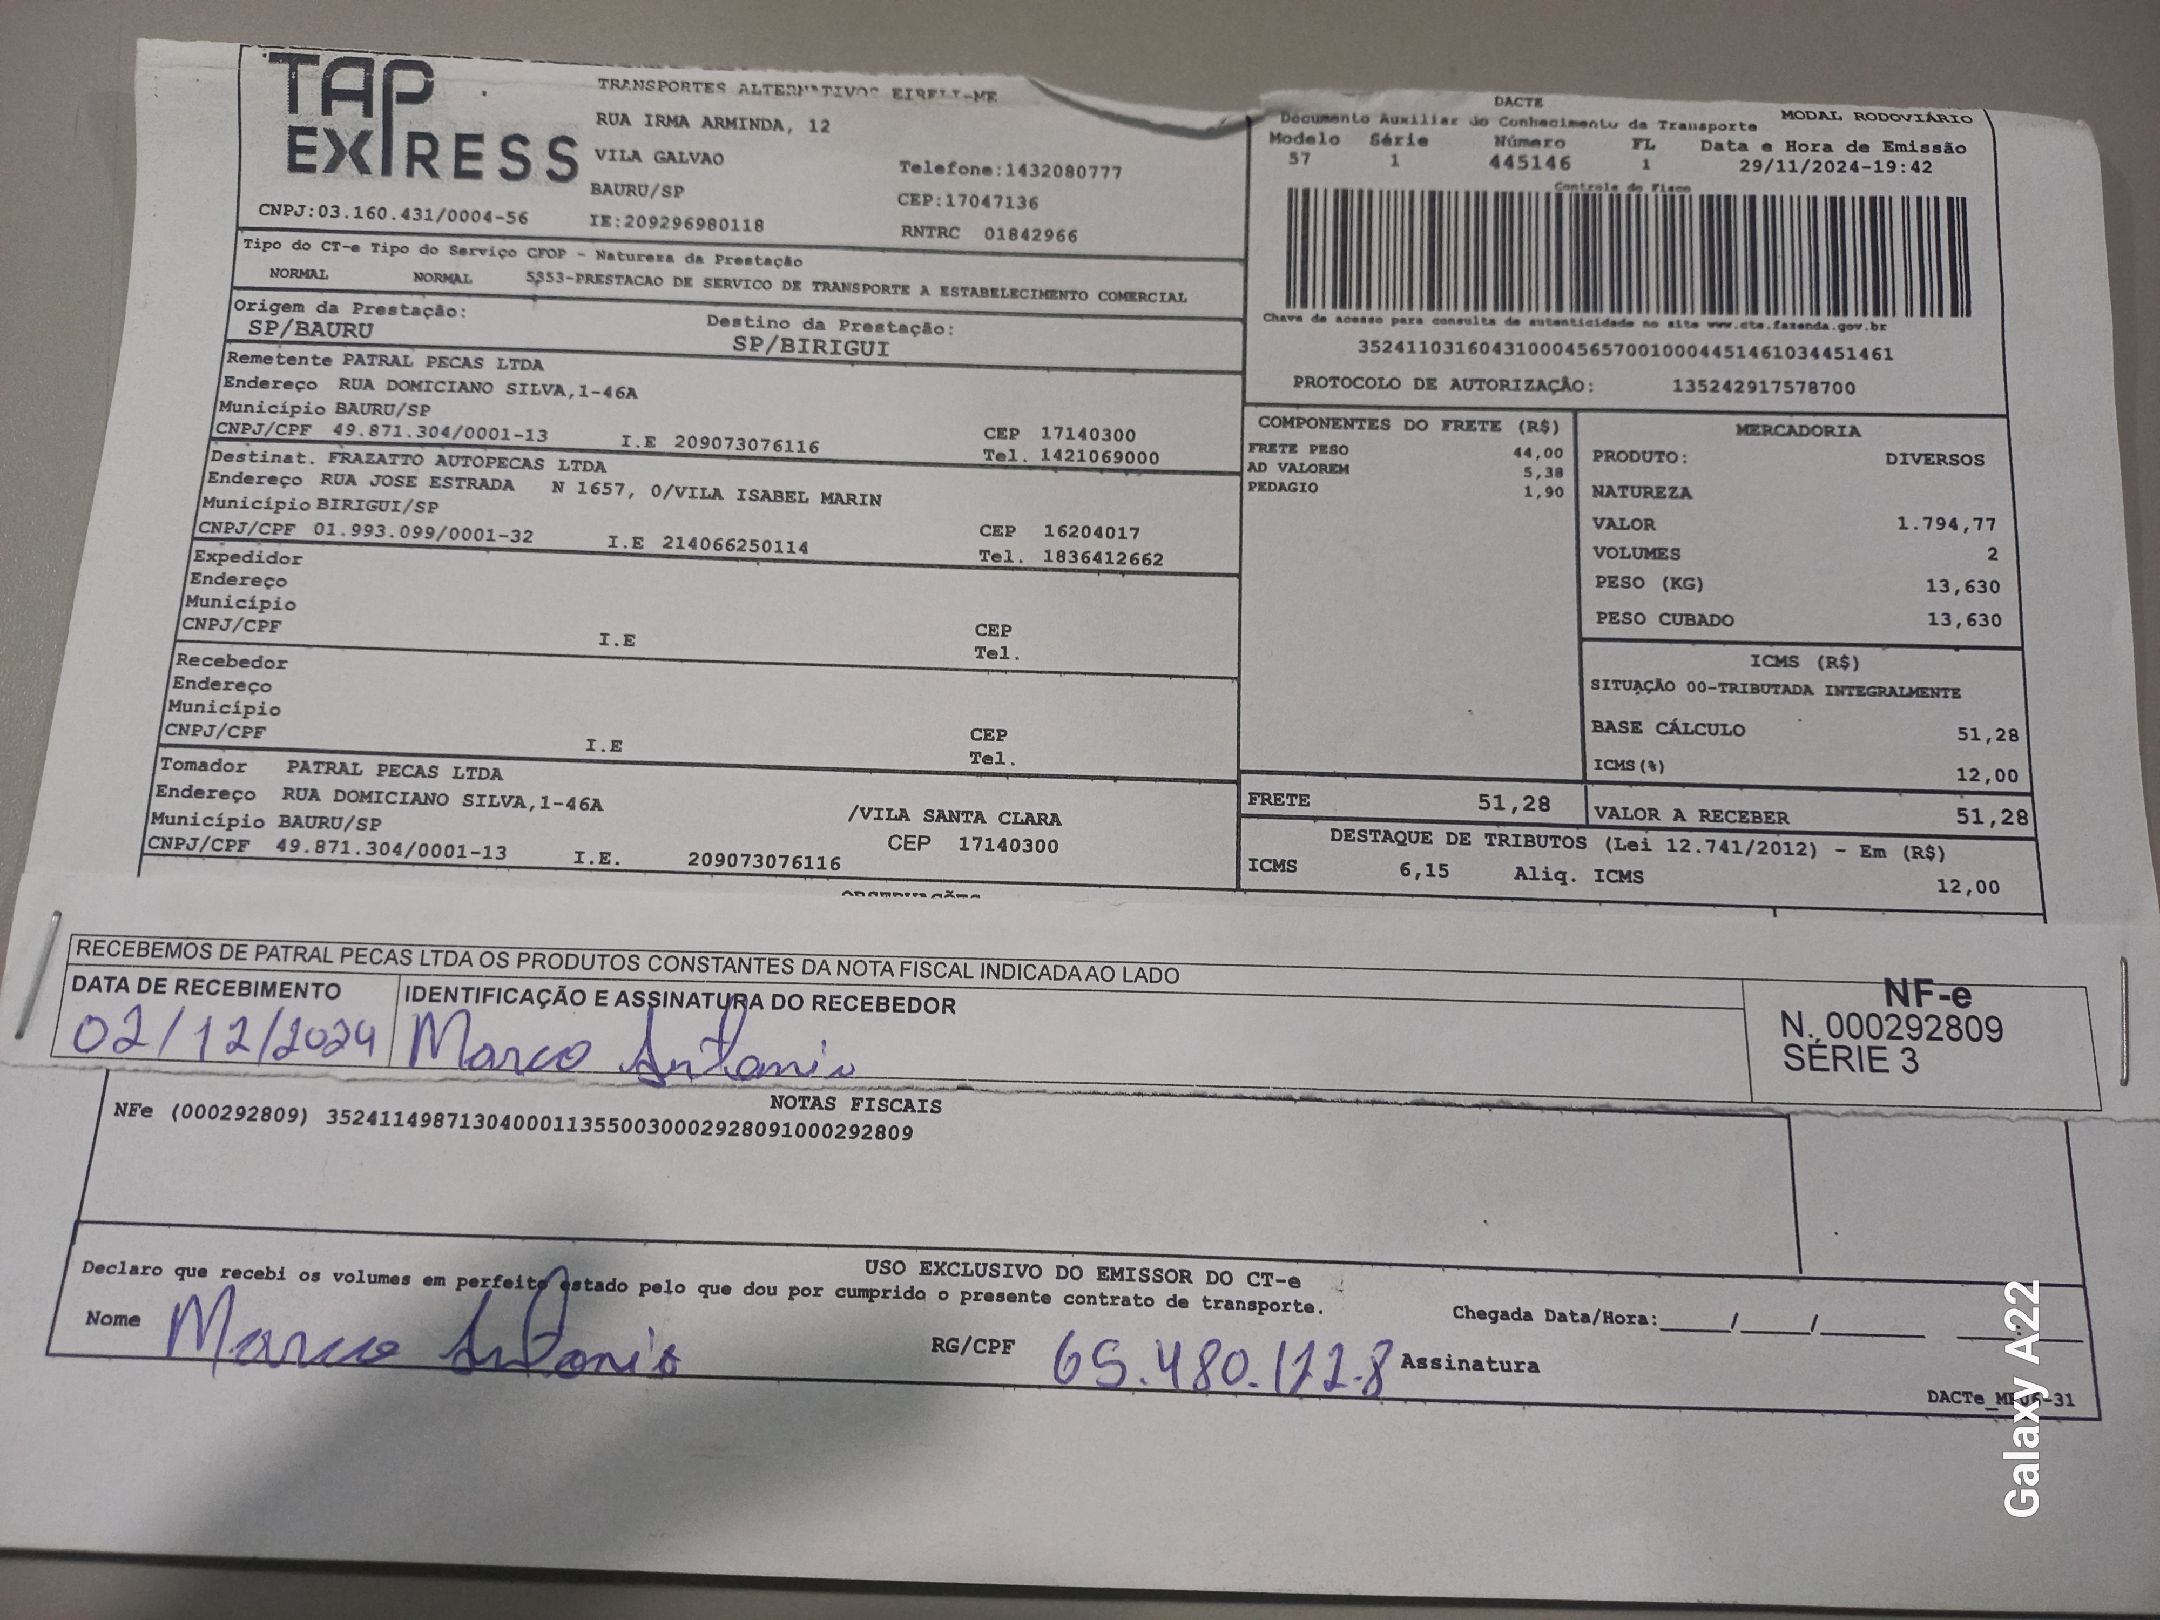 TAP EXPRESS
TRANSPORTES ALTERNATIVOS EIRELI-ME
RUA IRMA ARMINDA, 12
VILA GALVAO
Telefone:1432080777
BAURU/SP
CEP:17047136
CNPJ:03.160.431/0004-56
IE:209296980118
RNTRC 01842966
DACTE
Documento Auxiliar do Conhecimento de Transporte
MODAL RODOVIÁRIO
Modelo Série Número FL Data e Hora de Emissão
57 1 445146 1 29/11/2024-19:42
Controle do Fisco
Chave de acesso para consulta de autenticidade no site www.cte.fazenda.gov.br
35241103160431000456570010004451461034451461
PROTOCOLO DE AUTORIZAÇÃO: 135242917578700
Tipo do CT-e Tipo do Serviço CFOP - Natureza da Prestação
NORMAL NORMAL 5353-PRESTACAO DE SERVICO DE TRANSPORTE A ESTABELECIMENTO COMERCIAL
Origem da Prestação: Destino da Prestação:
SP/BAURU SP/BIRIGUI
Remetente PATRAL PECAS LTDA
Endereço RUA DOMICIANO SILVA,1-46A
Município BAURU/SP
CEP 17140300
CNPJ/CPF 49.871.304/0001-13 I.E 209073076116 Tel. 1421069000
Destinat. FRAZATTO AUTOPECAS LTDA
Endereço RUA JOSE ESTRADA N 1657, 0/VILA ISABEL MARIN
Município BIRIGUI/SP
CEP 16204017
CNPJ/CPF 01.993.099/0001-32 I.E 214066250114 Tel. 1836412662
Expedidor
Endereço
Município
CEP
CNPJ/CPF I.E Tel.
Recebedor
Endereço
Município
CEP
CNPJ/CPF I.E Tel.
Tomador PATRAL PECAS LTDA
Endereço RUA DOMICIANO SILVA,1-46A /VILA SANTA CLARA
Município BAURU/SP CEP 17140300
CNPJ/CPF 49.871.304/0001-13 I.E. 209073076116
COMPONENTES DO FRETE (R$)
FRETE PESO 44,00
AD VALOREM 5,38
PEDAGIO 1,90
MERCADORIA
PRODUTO: DIVERSOS
NATUREZA
VALOR 1.794,77
VOLUMES 2
PESO (KG) 13,630
PESO CUBADO 13,630
ICMS (R$)
SITUAÇÃO 00-TRIBUTADA INTEGRALMENTE
BASE CÁLCULO 51,28
ICMS(%) 12,00
FRETE 51,28 VALOR A RECEBER 51,28
DESTAQUE DE TRIBUTOS (Lei 12.741/2012) - Em (R$)
ICMS 6,15 Aliq. ICMS 12,00
RECEBEMOS DE PATRAL PECAS LTDA OS PRODUTOS CONSTANTES DA NOTA FISCAL INDICADA AO LADO
DATA DE RECEBIMENTO IDENTIFICAÇÃO E ASSINATURA DO RECEBEDOR
02/12/2024 Marco Antonio
NF-e
N. 000292809
SÉRIE 3
NOTAS FISCAIS
NFe (000292809) 35241149871304000113550030002928091000292809
USO EXCLUSIVO DO EMISSOR DO CT-e
Declaro que recebi os volumes em perfeito estado pelo que dou por cumprido o presente contrato de transporte.
Chegada Data/Hora:_____/_____/________
Nome Marco Antonio RG/CPF 65.480.122.8 Assinatura
Galaxy A22